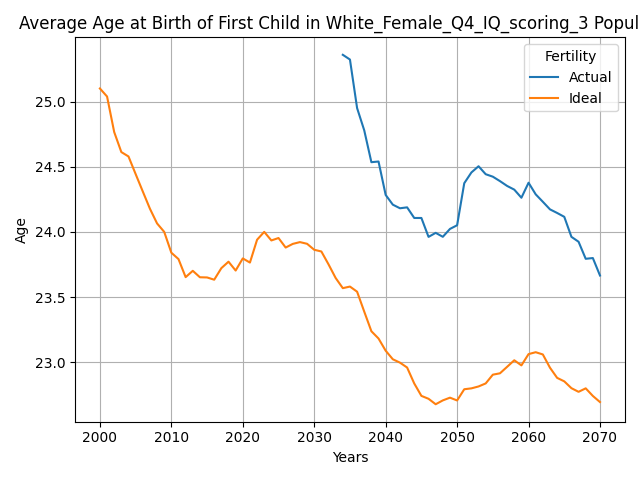 Average Age at Birth of First Child in White_Female_Q4_IQ_scoring_3 Popul
Fertility
Actual
Ideal
25.0
24.5
24.0
23.5
23.0
Age
2000 2010 2020 2030 2040 2050 2060 2070
Years